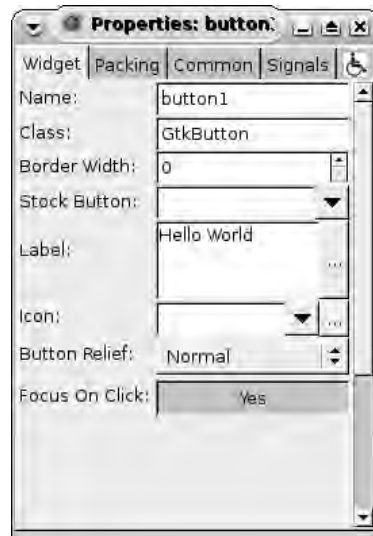 Properties: button
Widget Packing Common Signals
Name: button1
Class: GtkButton
Border Width: 0
Stock Button:
Label: Hello World
...
Icon: ...
Button Relief: Normal
Focus On Click: Yes